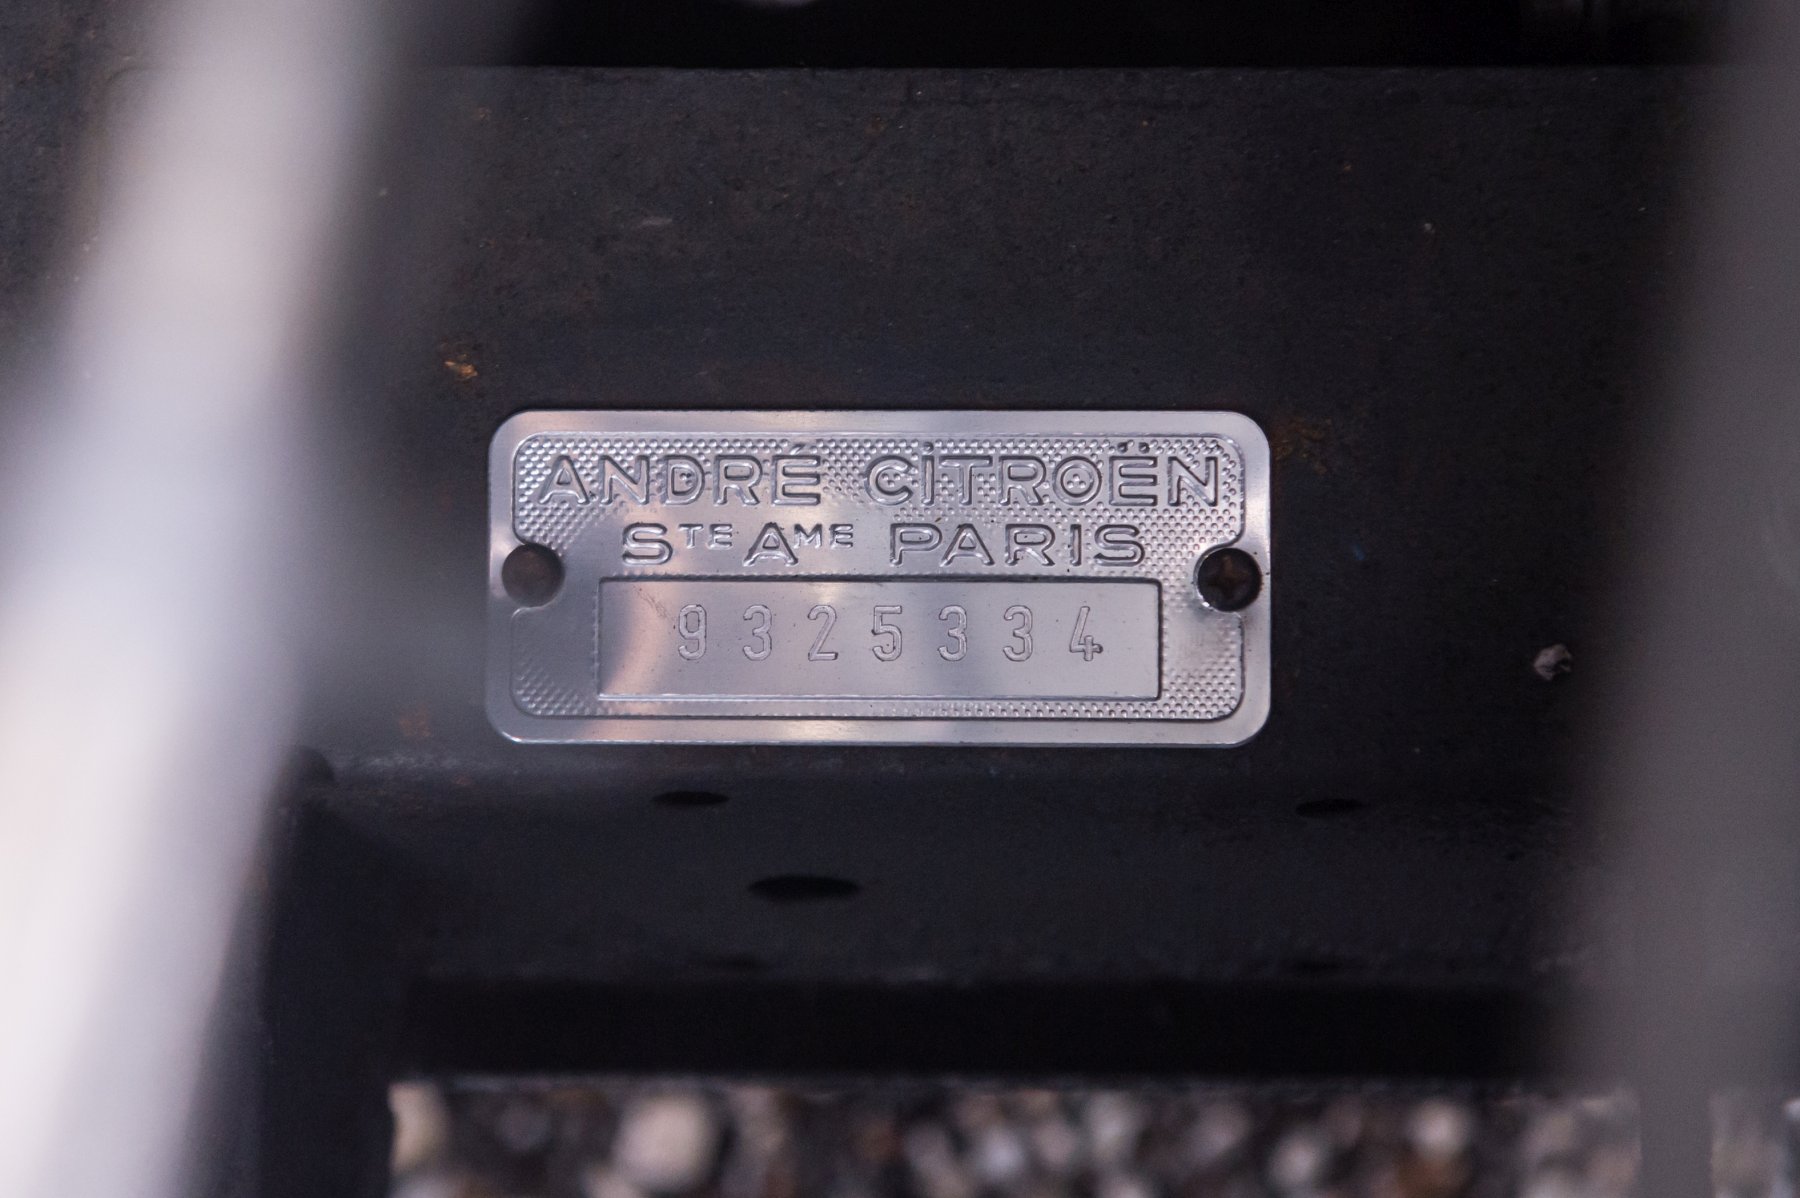 ANDRÉ CiTROËN
STE AME PARIS
9325334